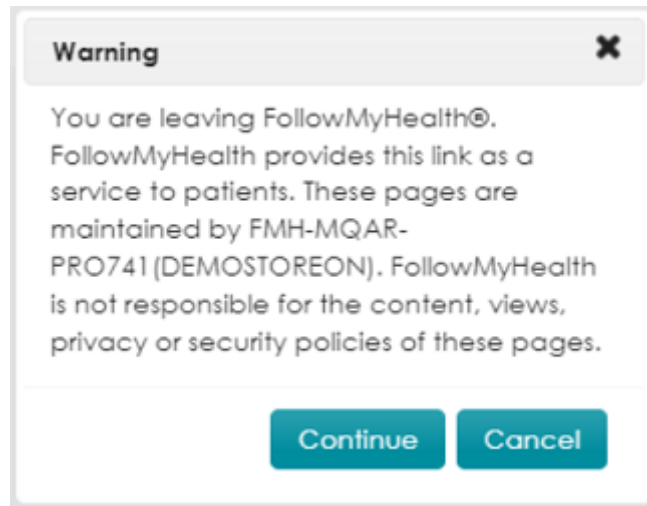 Warning
You are leaving FollowMyHealth®.
FollowMyHealth provides this link as a
service to patients. These pages are
maintained by FMH-MQAR-
PRO741(DEMOSTOREON). FollowMyHealth
is not responsible for the content, views,
privacy or security policies of these pages.
Continue Cancel